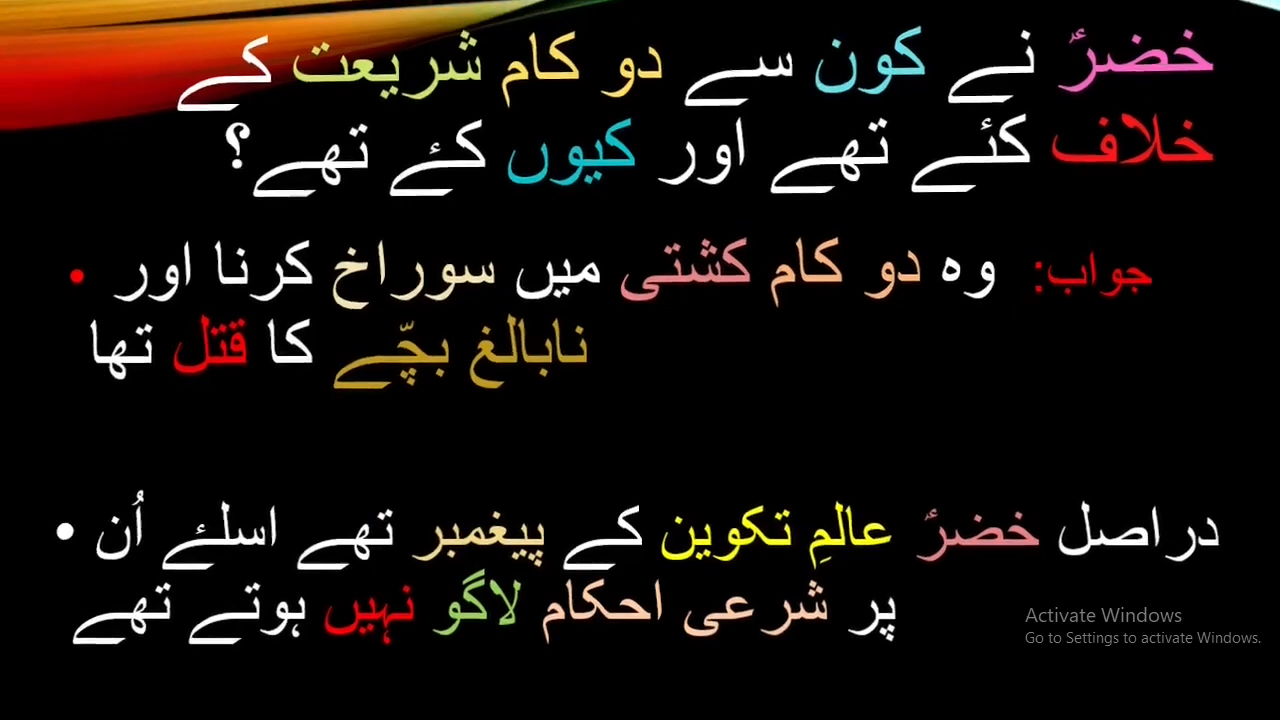 خضرؑ نے کون سے دو کام شریعت کے
خلاف کئے تھے اور کیوں کۓ تھے؟
جواب: وہ دو کام کشتی میں سوراخ کرنا اور •
نابالغ بچّے کا قتل تھا
دراصل خضرؑ عالمِ تکوین کے پیغمبر تھے اسلۓ اُن •
پر شرعی احکام لاگو نہیں ہوتے تھے
Activate Windows
Go to Settings to activate Windows.